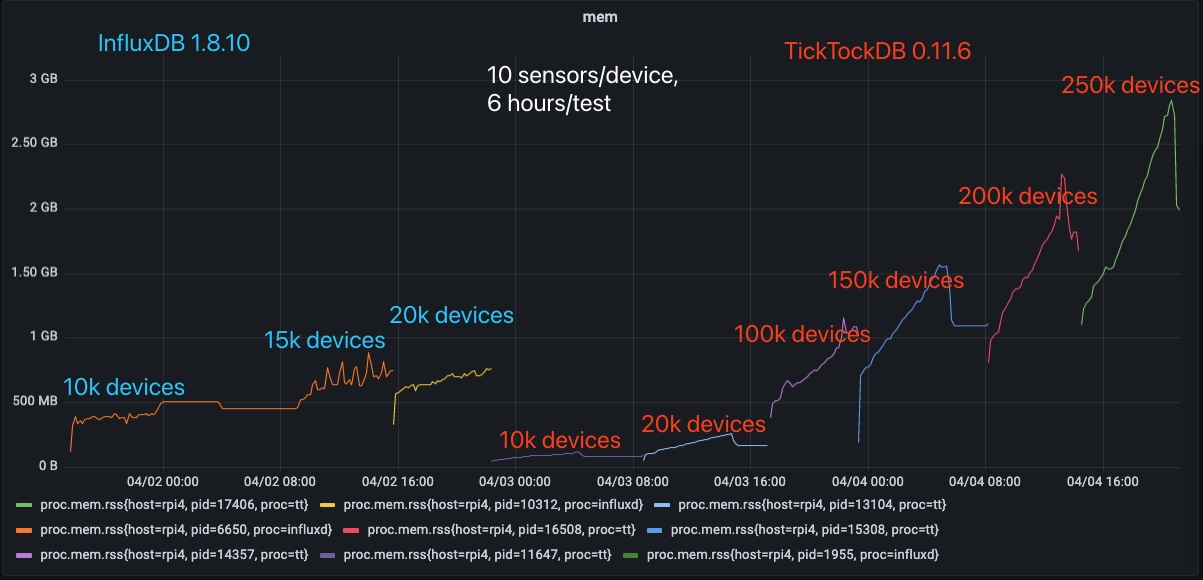 mem
InfluxDB 1.8.10
TickTockDB 0.11.6
10 sensors/device,
6 hours/test
250k devices
200k devices
150k devices
100k devices
20k devices
15k devices
10k devices
20k devices
10k devices
3 GB
2.50 GB
2 GB
1.50 GB
1 GB
500 MB
0 B
04/02 00:00 04/02 08:00 04/02 16:00 04/03 00:00 04/03 08:00 04/03 16:00 04/04 00:00 04/04 08:00 04/04 16:00
proc.mem.rss{host=rpi4, pid=17406, proc=tt} proc.mem.rss{host=rpi4, pid=10312, proc=influxd} proc.mem.rss{host=rpi4, pid=13104, proc=tt}
proc.mem.rss{host=rpi4, pid=6650, proc=influxd} proc.mem.rss{host=rpi4, pid=16508, proc=tt} proc.mem.rss{host=rpi4, pid=15308, proc=tt}
proc.mem.rss{host=rpi4, pid=14357, proc=tt} proc.mem.rss{host=rpi4, pid=11647, proc=tt} proc.mem.rss{host=rpi4, pid=1955, proc=influxd}